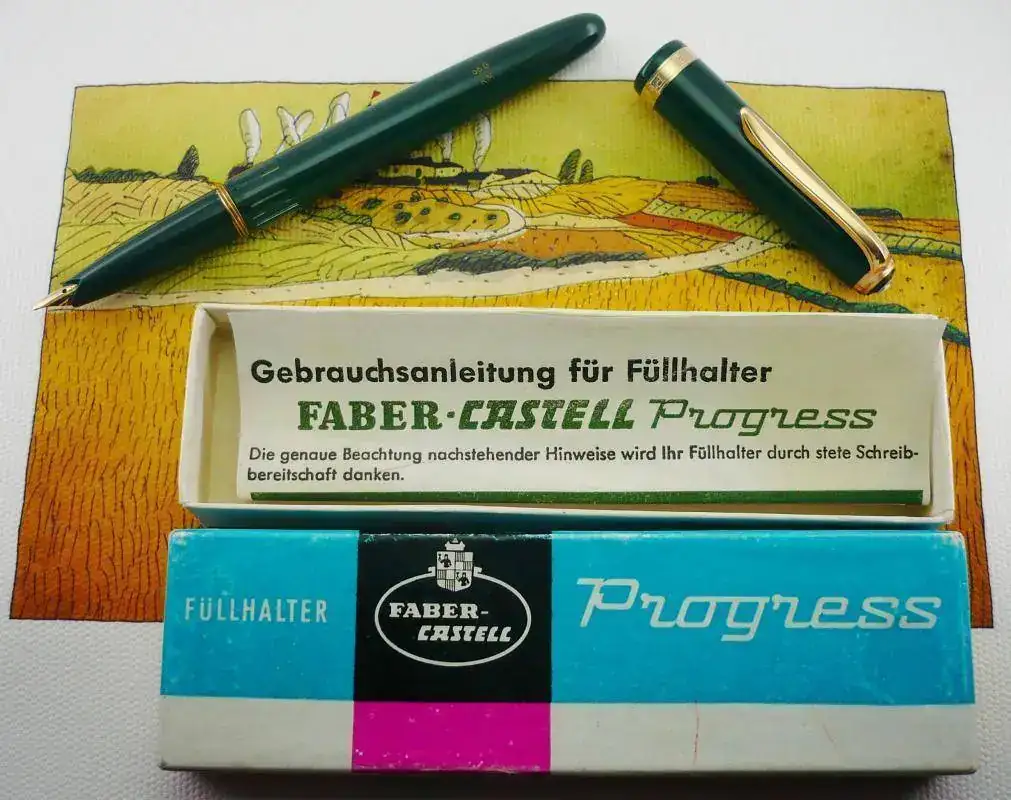 Gebrauchsanleitung für Füllhalter
FABER-CASTELL Progress
Die genaue Beachtung nachstehender Hinweise wird Ihr Füllhalter durch stete Schreib-
bereitschaft danken.
FÜLLHALTER
FABER-
CASTELL
Progress